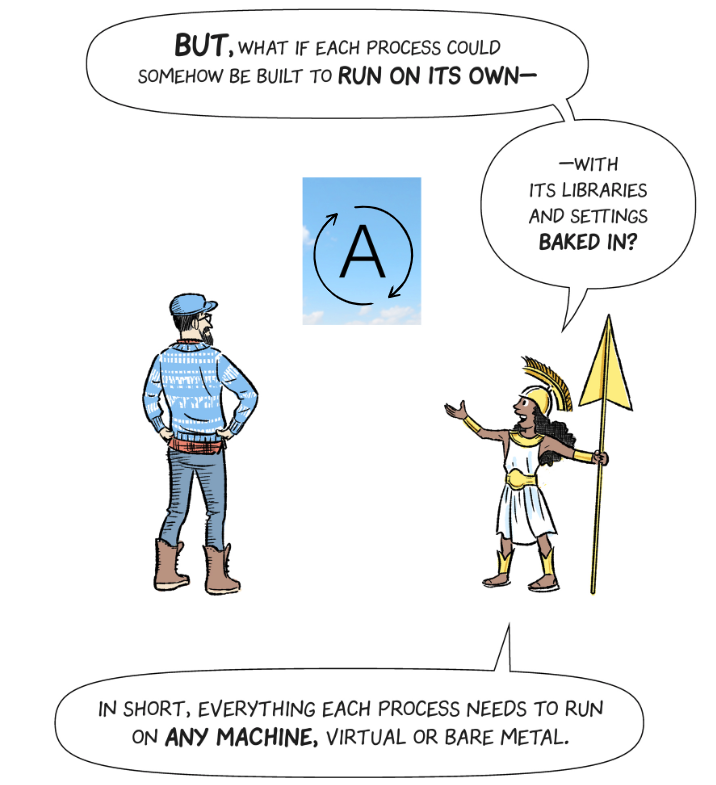 BUT, WHAT IF EACH PROCESS COULD
SOMEHOW BE BUILT TO RUN ON ITS OWN—
—WITH
ITS LIBRARIES
AND SETTINGS
BAKED IN?
A
IN SHORT, EVERYTHING EACH PROCESS NEEDS TO RUN
ON ANY MACHINE, VIRTUAL OR BARE METAL.